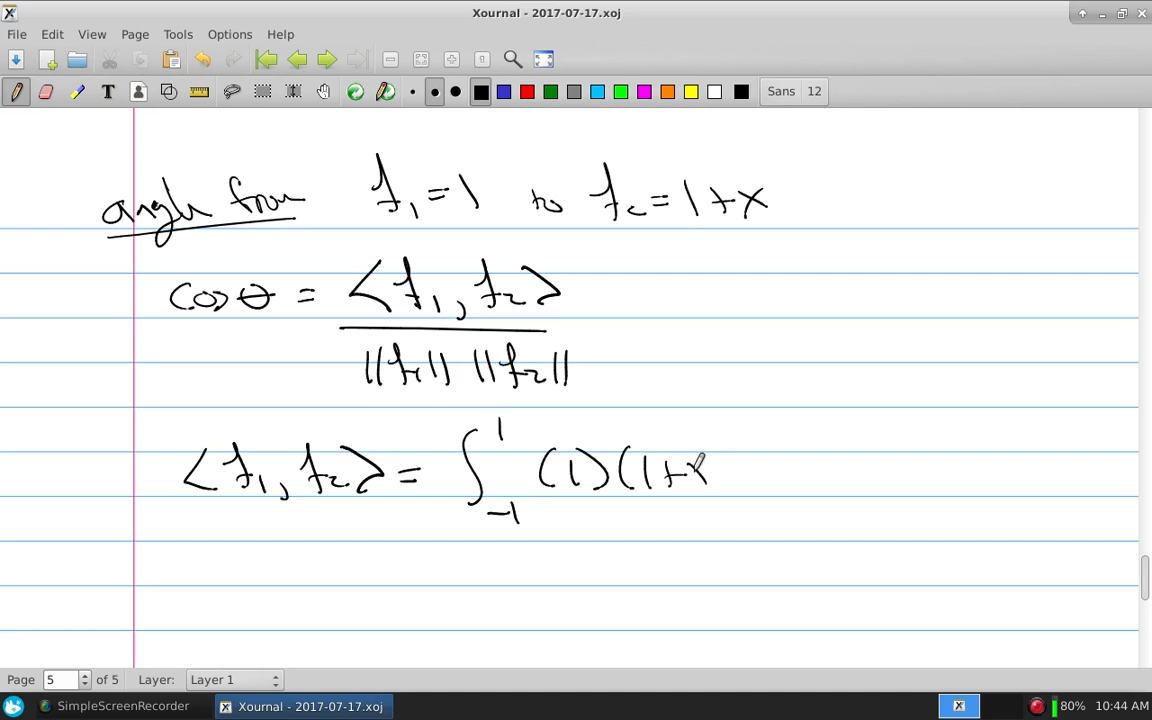 Xournal - 2017-07-17.xoj
File Edit View Page Tools Options Help
Sans 12
angle from f₁ = 1 to f₂ = 1+x
cos θ = <f₁, f₂>
||f₁|| ||f₂||
<f₁, f₂> = ∫₋₁¹ (1)(1+x
Page 5 of 5 Layer: Layer 1
SimpleScreenRecorder Xournal - 2017-07-17.xoj 80% 10:44 AM